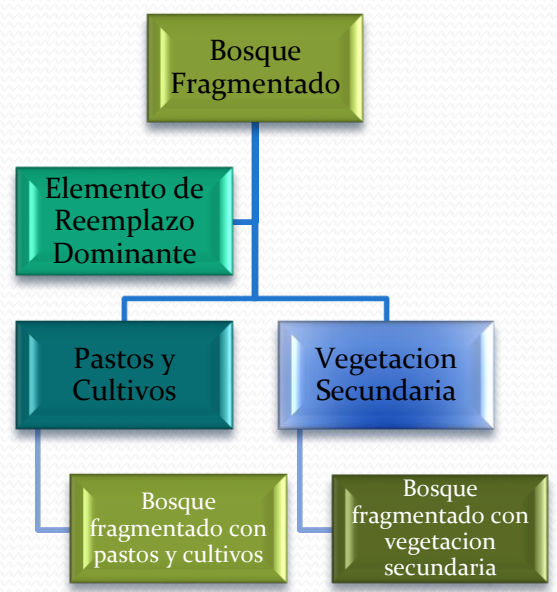 Bosque
Fragmentado
Elemento de
Reemplazo
Dominante
Pastos y
Cultivos
Vegetacion
Secundaria
Bosque
fragmentado con
pastos y cultivos
Bosque
fragmentado con
vegetacion
secundaria